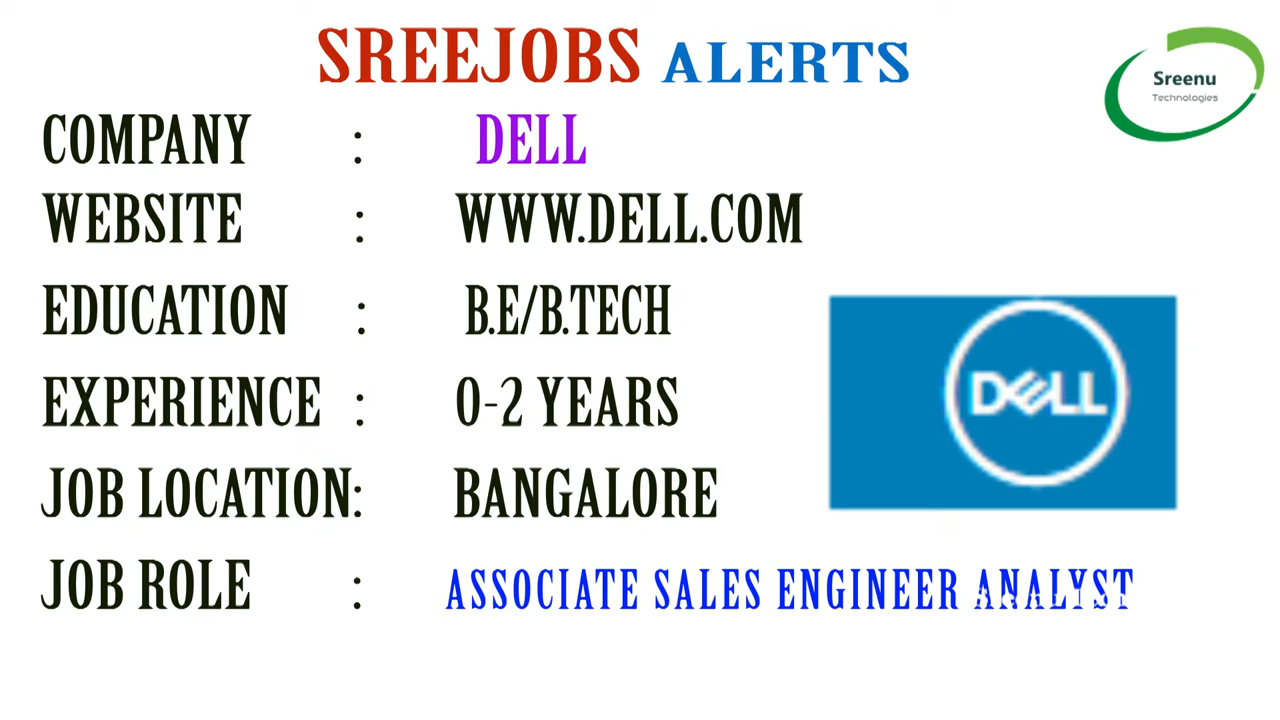 SREEJOBS ALERTS
Sreenu
Technologies
COMPANY : DELL
WEBSITE : WWW.DELL.COM
EDUCATION : B.E/B.TECH
EXPERIENCE : 0-2 YEARS
DELL
JOB LOCATION: BANGALORE
JOB ROLE : ASSOCIATE SALES ENGINEER ANALYST